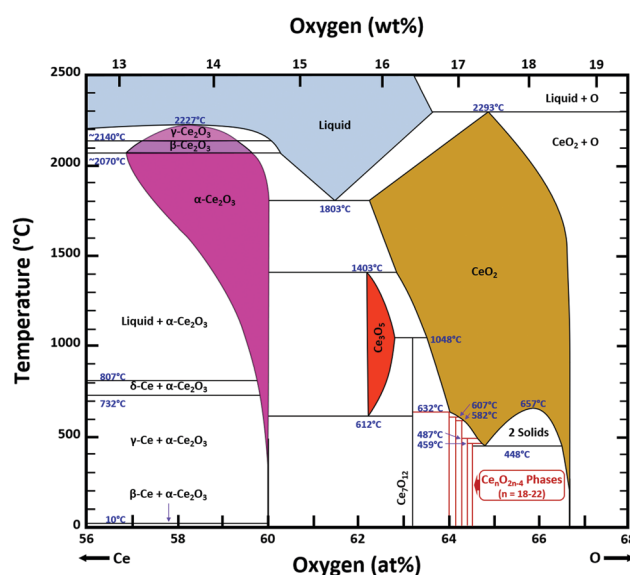 Oxygen (wt%)
13 14 15 16 17 18 19
2500
2000
1500
1000
500
0
Temperature (°C)
2227°C
γ-Ce₂O₃
~2140°C
β-Ce₂O₃
~2070°C
α-Ce₂O₃
Liquid
2293°C
Liquid + O
CeO₂ + O
1803°C
1403°C
CeO₂
Ce₃O₅
1048°C
Liquid + α-Ce₂O₃
807°C
δ-Ce + α-Ce₂O₃
732°C
612°C
632°C
607°C
582°C
657°C
2 Solids
487°C
459°C
448°C
γ-Ce + α-Ce₂O₃
Ce₇O₁₂
CeₙO₂ₙ₋₄ Phases
(n = 18-22)
β-Ce + α-Ce₂O₃
10°C
56 58 60 62 64 66 68
Ce
Oxygen (at%)
O